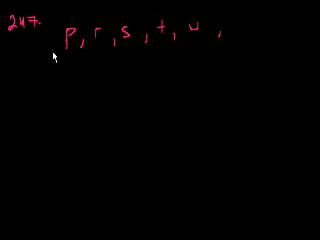 247.
p, r, s, t, u,